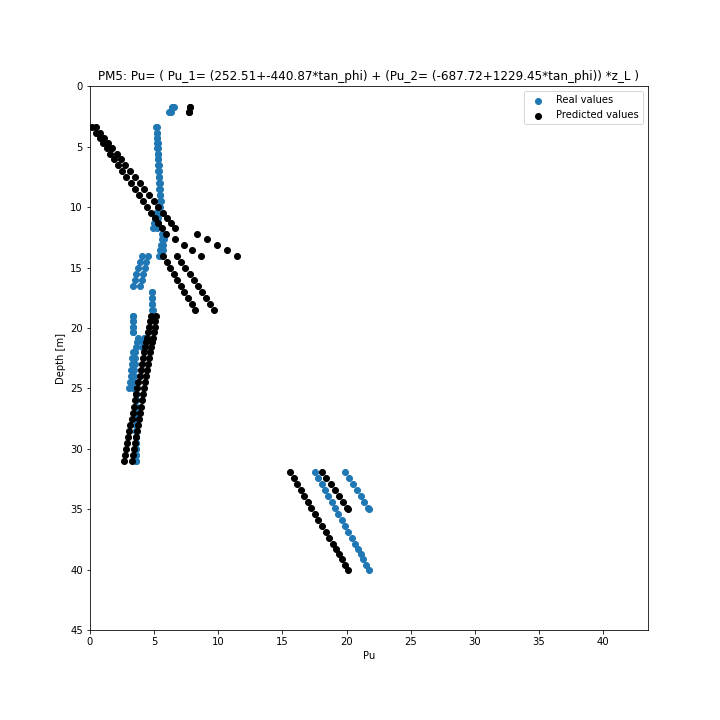 PM5: Pu= ( Pu_1= (252.51+-440.87*tan_phi) + (Pu_2= (-687.72+1229.45*tan_phi)) *z_L )
Real values
Predicted values
0
5
10
15
20
25
30
35
40
45
Depth [m]
0 5 10 15 20 25 30 35 40
Pu